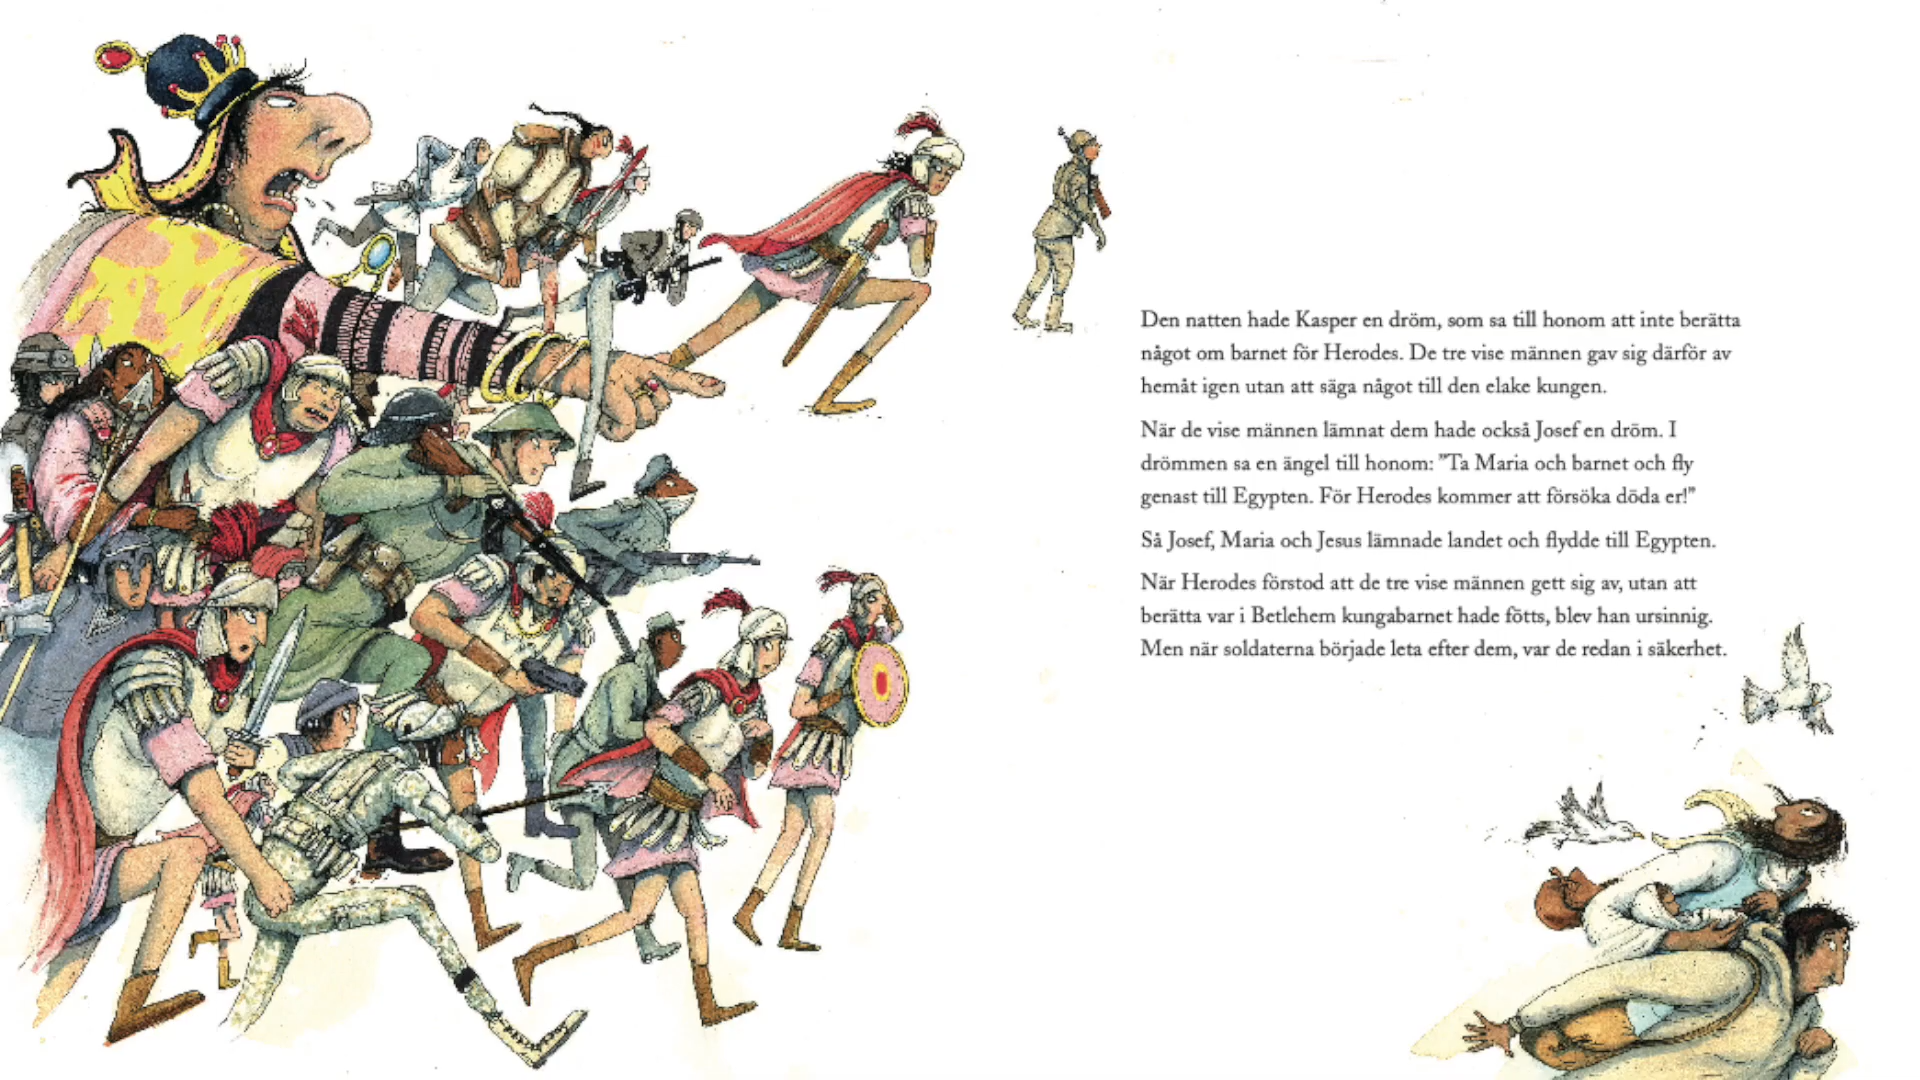 Den natten hade Kasper en dröm, som sa till honom att inte berätta
något om barnet för Herodes. De tre vise männen gav sig därför av
hemåt igen utan att säga något till den elake kungen.
När de vise männen lämnat dem hade också Josef en dröm. I
drömmen sa en ängel till honom: ”Ta Maria och barnet och fly
genast till Egypten. För Herodes kommer att försöka döda er!”
Så Josef, Maria och Jesus lämnade landet och flydde till Egypten.
När Herodes förstod att de tre vise männen gett sig av, utan att
berätta var i Betlehem kungabarnet hade fötts, blev han ursinnig.
Men när soldaterna började leta efter dem, var de redan i säkerhet.